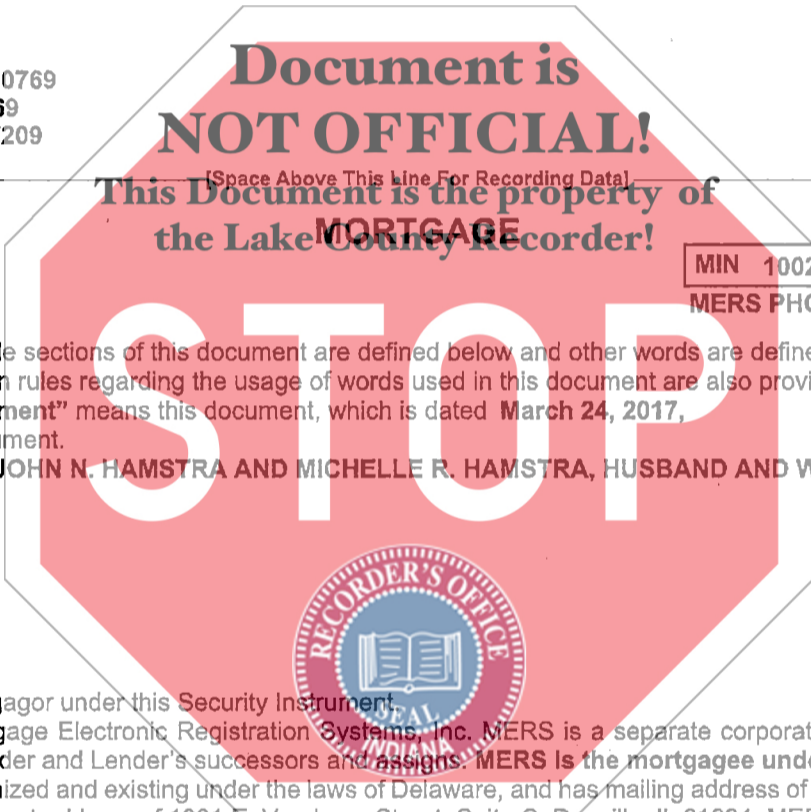 0769
69
209
Document is
NOT OFFICIAL!
[Space Above This Line For Recording Data]
This Document is the property of
the Lake County Recorder!
MORTGAGE
MIN 1002
MERS PHO
e sections of this document are defined below and other words are define
n rules regarding the usage of words used in this document are also provi
ment” means this document, which is dated March 24, 2017,
ment.
JOHN N. HAMSTRA AND MICHELLE R. HAMSTRA, HUSBAND AND W
STOP
RECORDER'S OFFICE
SEAL
INDIANA
gagor under this Security Instrument.
gage Electronic Registration Systems, Inc. MERS is a separate corporat
der and Lender's successors and assigns. MERS is the mortgagee unde
ized and existing under the laws of Delaware, and has mailing address of